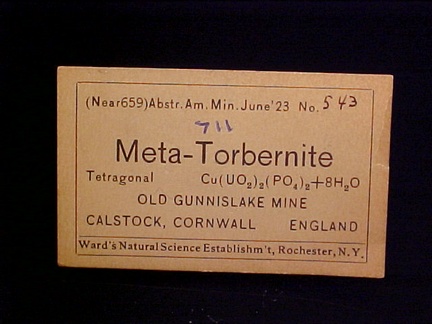 (Near659)Abstr.Am.Min.June'23 No. 543
711
Meta-Torbernite
Tetragonal Cu(UO₂)₂(PO₄)₂+8H₂O
OLD GUNNISLAKE MINE
CALSTOCK, CORNWALL ENGLAND
Ward's Natural Science Establishm't, Rochester, N.Y.